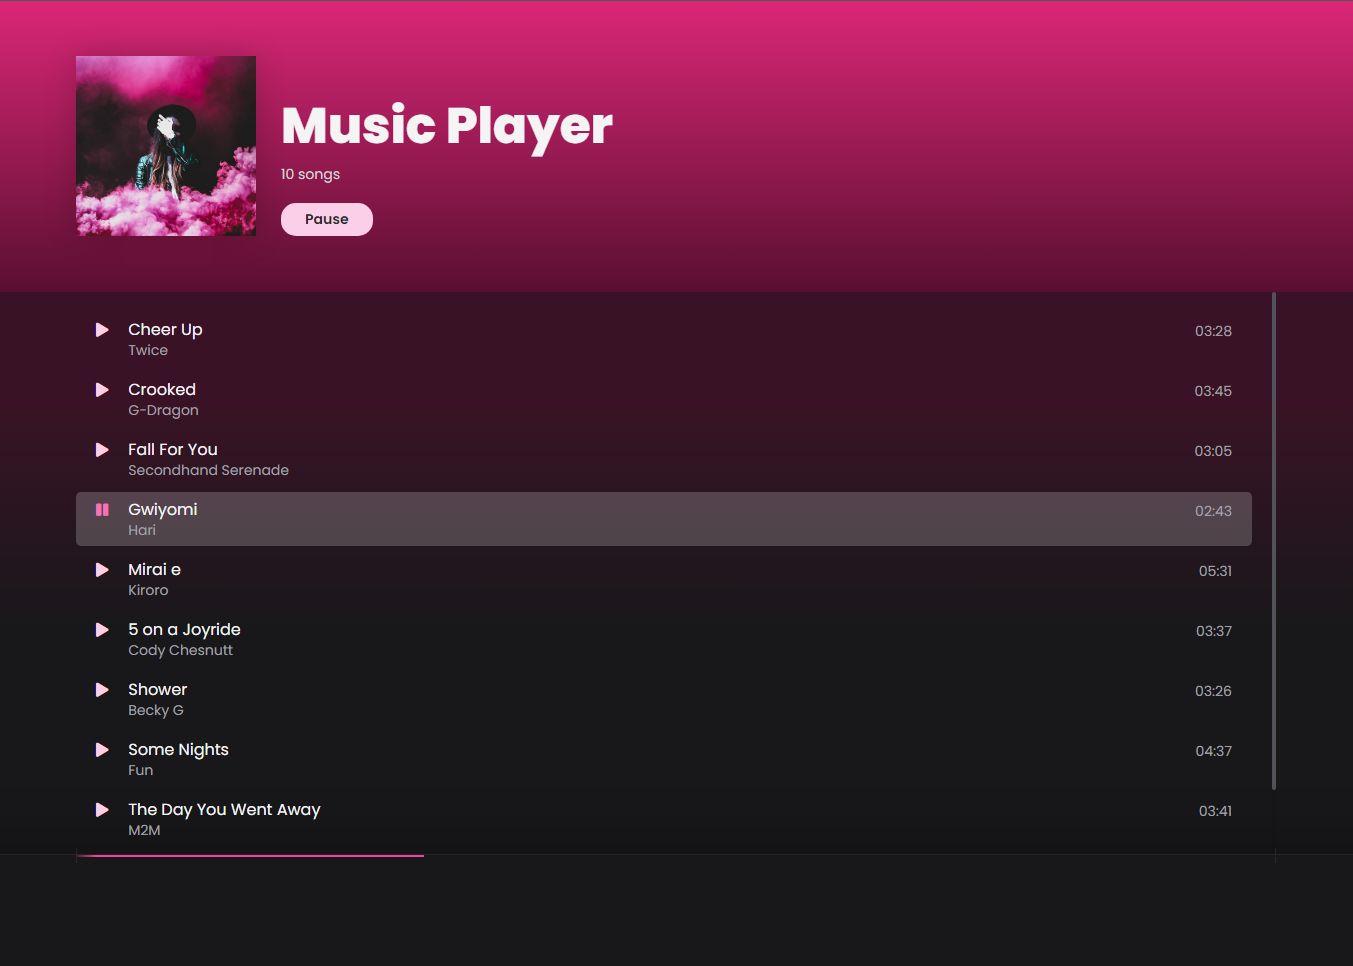 Music Player
10 songs
Pause
Cheer Up
03:28
Twice
Crooked
03:45
G-Dragon
Fall For You
03:05
Secondhand Serenade
Gwiyomi
02:43
Hari
Mirai e
05:31
Kiroro
5 on a Joyride
03:37
Cody Chesnutt
Shower
03:26
Becky G
Some Nights
04:37
Fun
The Day You Went Away
03:41
M2M